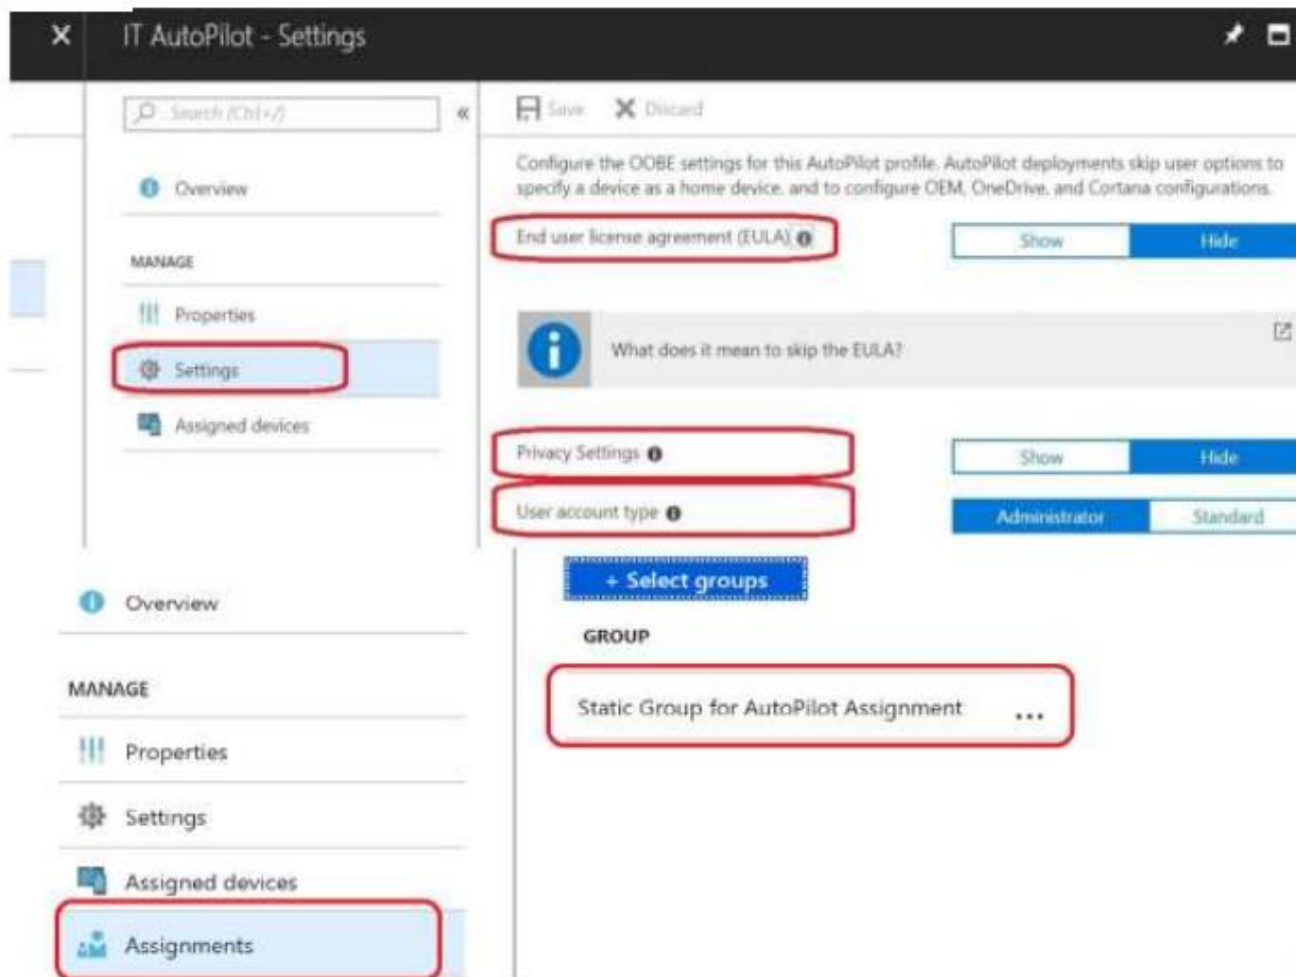 IT AutoPilot - Settings
Search (Ctrl+/)
«
Overview
MANAGE
Properties
Settings
Assigned devices
Save
Discard
Configure the OOBE settings for this AutoPilot profile. AutoPilot deployments skip user options to
specify a device as a home device. and to configure OEM, OneDrive, and Cortana configurations.
End user license agreement (EULA)
Show
Hide
What does it mean to skip the EULA?
Privacy Settings
Show
Hide
User account type
Administrator
Standard
Overview
MANAGE
Properties
Settings
Assigned devices
Assignments
+ Select groups
GROUP
Static Group for AutoPilot Assignment
...